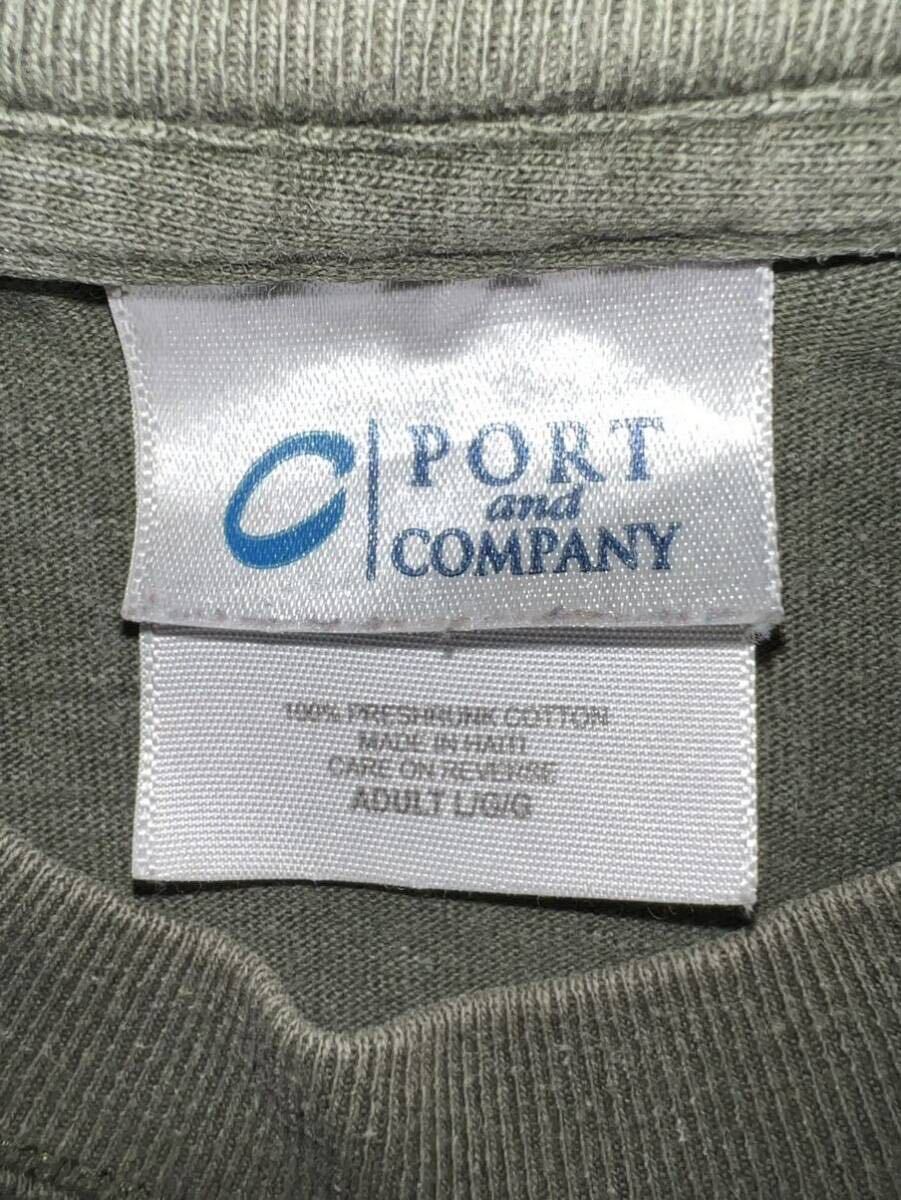 PORT
and
COMPANY
100% PRESHRUNK COTTON
MADE IN HAITI
CARE ON REVERSE
ADULT L/G/G